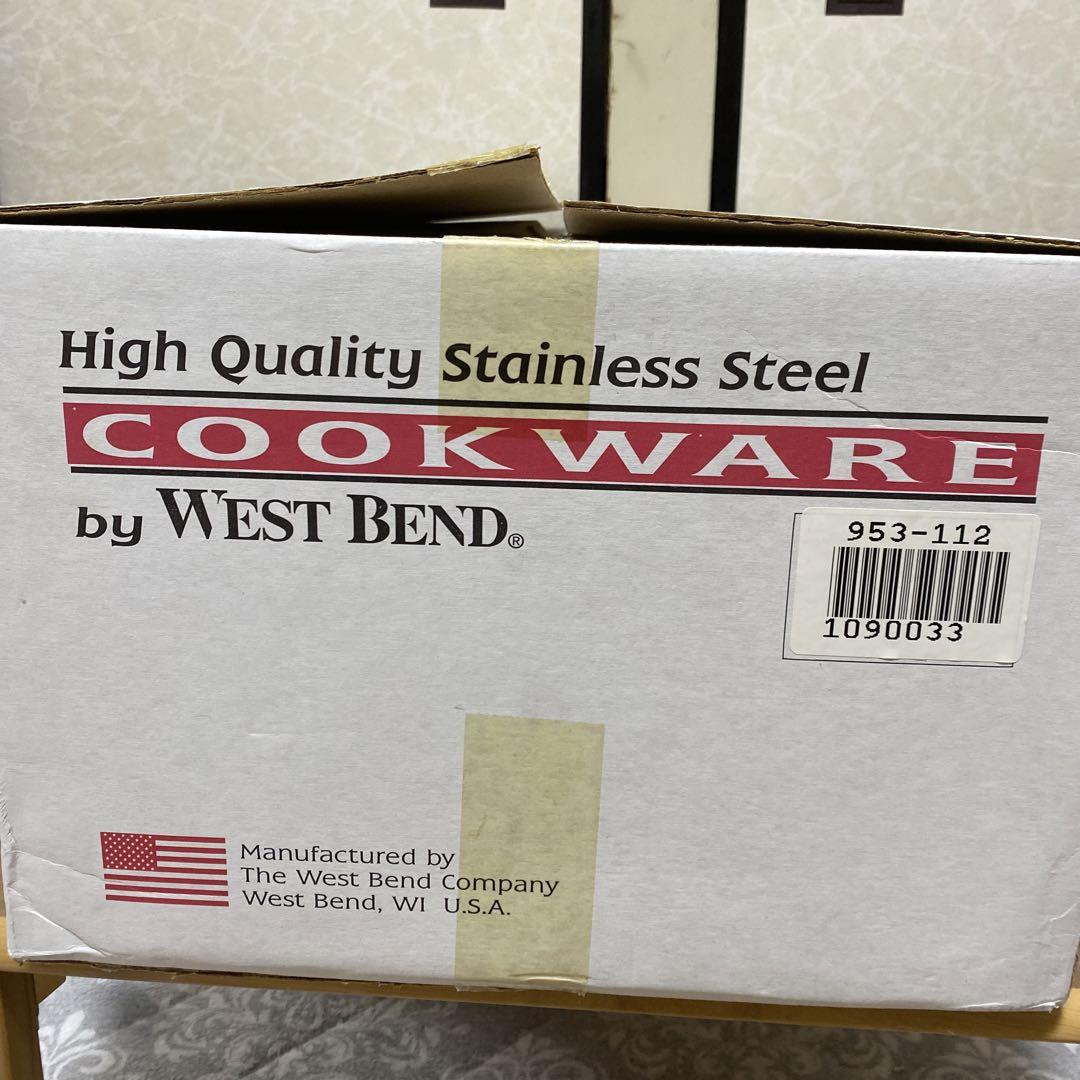 High Quality Stainless Steel
COOKWARE
by WEST BEND®
953-112
1090033
Manufactured by
The West Bend Company
West Bend, WI U.S.A.